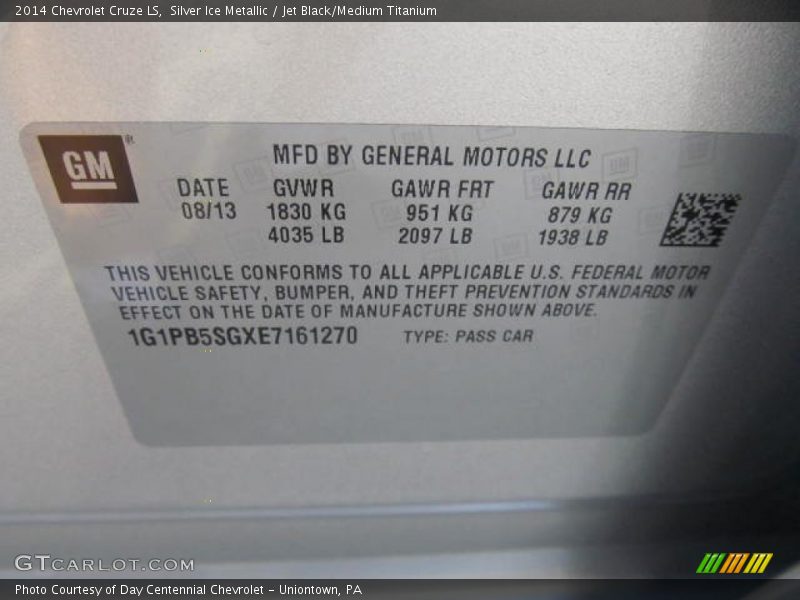 2014 Chevrolet Cruze LS,  Silver Ice Metallic / Jet Black/Medium Titanium
GM®
MFD BY GENERAL MOTORS LLC
DATE GVWR GAWR FRT GAWR RR
08/13 1830 KG 951 KG 879 KG
4035 LB 2097 LB 1938 LB
THIS VEHICLE CONFORMS TO ALL APPLICABLE U.S. FEDERAL MOTOR
VEHICLE SAFETY, BUMPER, AND THEFT PREVENTION STANDARDS IN
EFFECT ON THE DATE OF MANUFACTURE SHOWN ABOVE.
1G1PB5SGXE7161270 TYPE: PASS CAR
GTCARLOT.COM
Photo Courtesy of Day Centennial Chevrolet - Uniontown, PA